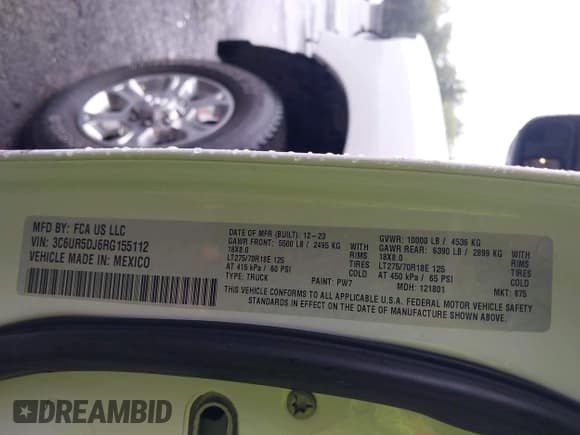 MFD BY: FCA US LLC
VIN: 3C6UR5DJ6RG155112
VEHICLE MADE IN: MEXICO
DATE OF MFR (BUILT): 12-23
GAWR FRONT: 5500 LB / 2495 KG WITH
18X8.0 RIMS
LT275/70R18E 125 TIRES
AT 415 kPa / 60 PSI COLD
PAINT: PW7
TYPE: TRUCK
GVWR: 10000 LB / 4536 KG
GAWR REAR: 6390 LB / 2899 KG WITH
18X8.0 RIMS
LT275/70R18E 125 TIRES
AT 450 kPa / 65 PSI COLD
MDH: 121801 MKT: 875
THIS VEHICLE CONFORMS TO ALL APPLICABLE U.S.A. FEDERAL MOTOR VEHICLE SAFETY
STANDARDS IN EFFECT ON THE DATE OF MANUFACTURE SHOWN ABOVE.
DREAMBID